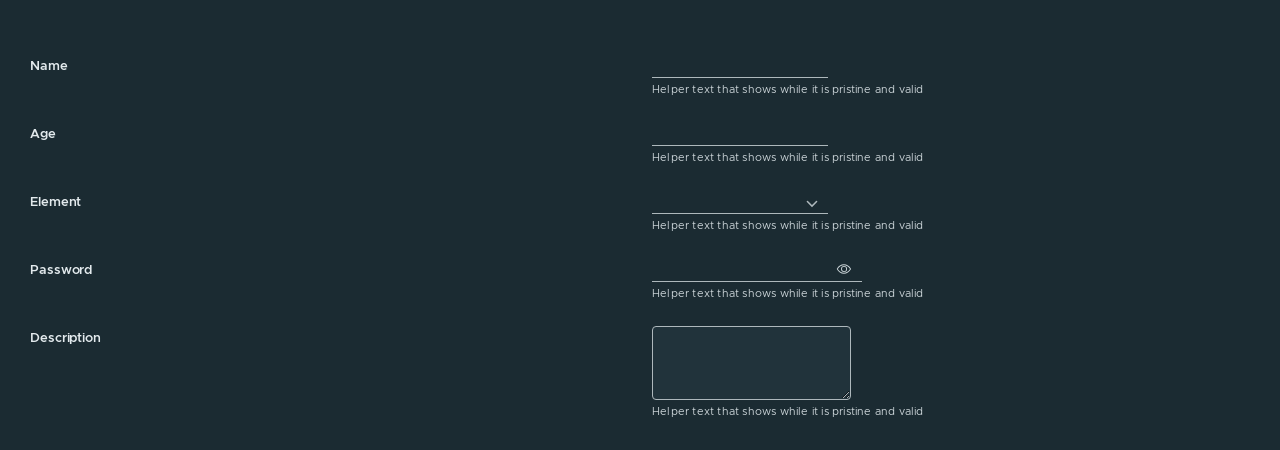 Name
Helper text that shows while it is pristine and valid
Age
Helper text that shows while it is pristine and valid
Element
Helper text that shows while it is pristine and valid
Password
Helper text that shows while it is pristine and valid
Description
Helper text that shows while it is pristine and valid